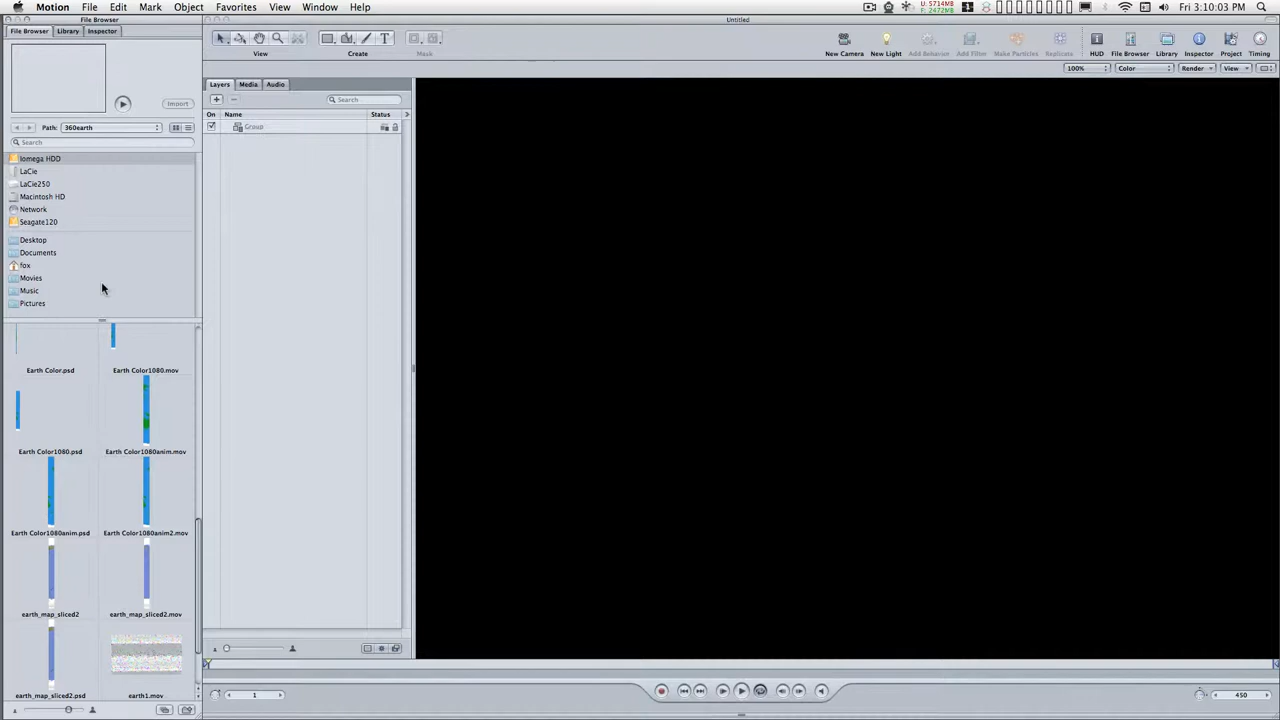 Motion File Edit Mark Object Favorites View Window Help
U: 5714MB
F: 2472MB
Fri 3:10:03 PM
File Browser
Untitled
File Browser Library Inspector
View Create Mask
New Camera New Light Add Behavior Add Filter Make Particles Replicate HUD File Browser Library Inspector Project Timing
100% Color Render View
Import
Path: 360earth
Search
Iomega HDD
LaCie
LaCie250
Macintosh HD
Network
Seagate120
Desktop
Documents
fox
Movies
Music
Pictures
Earth Color.psd Earth Color1080.mov
Earth Color1080.psd Earth Color1080anim.mov
Earth Color1080anim.psd Earth Color1080anim2.mov
earth_map_sliced2 earth_map_sliced2.mov
earth_map_sliced2.psd earth1.mov
Layers Media Audio
Search
On Name Status
Group
1
450